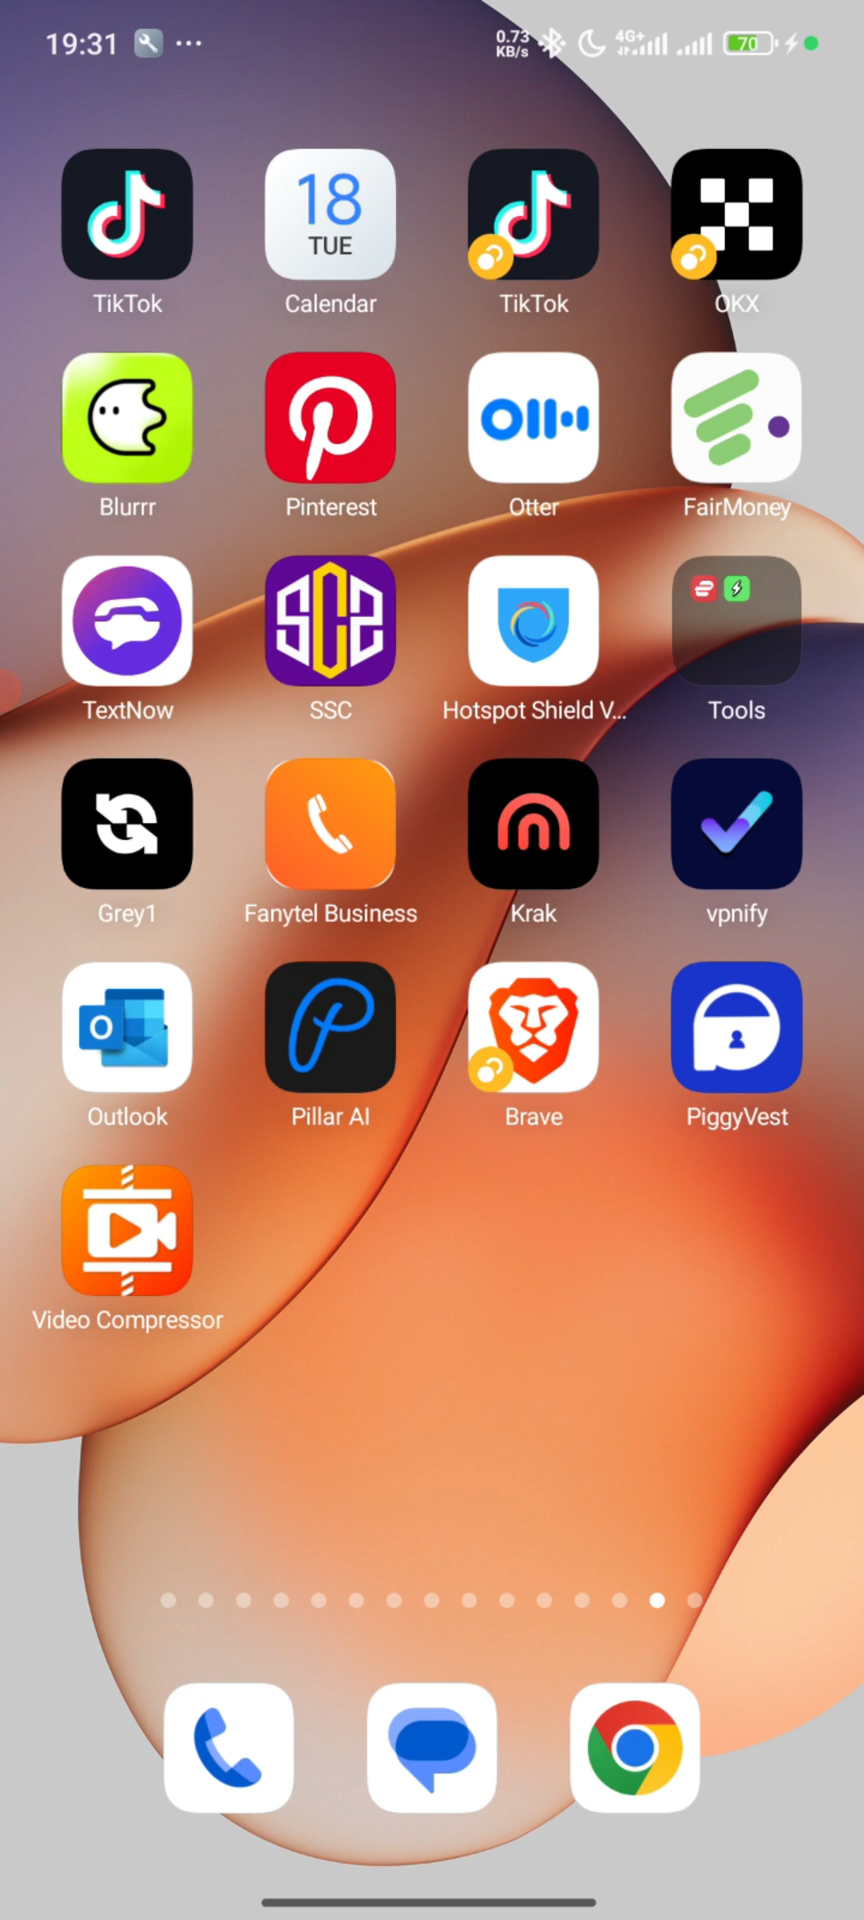 19:31
0.73
KB/s
4G+
70
18
TUE
TikTok
Calendar
TikTok
OKX
Blurrr
Pinterest
Otter
FairMoney
TextNow
SSC
Hotspot Shield V...
Tools
Grey1
Fanytel Business
Krak
vpnify
O
Outlook
Pillar AI
Brave
PiggyVest
Video Compressor